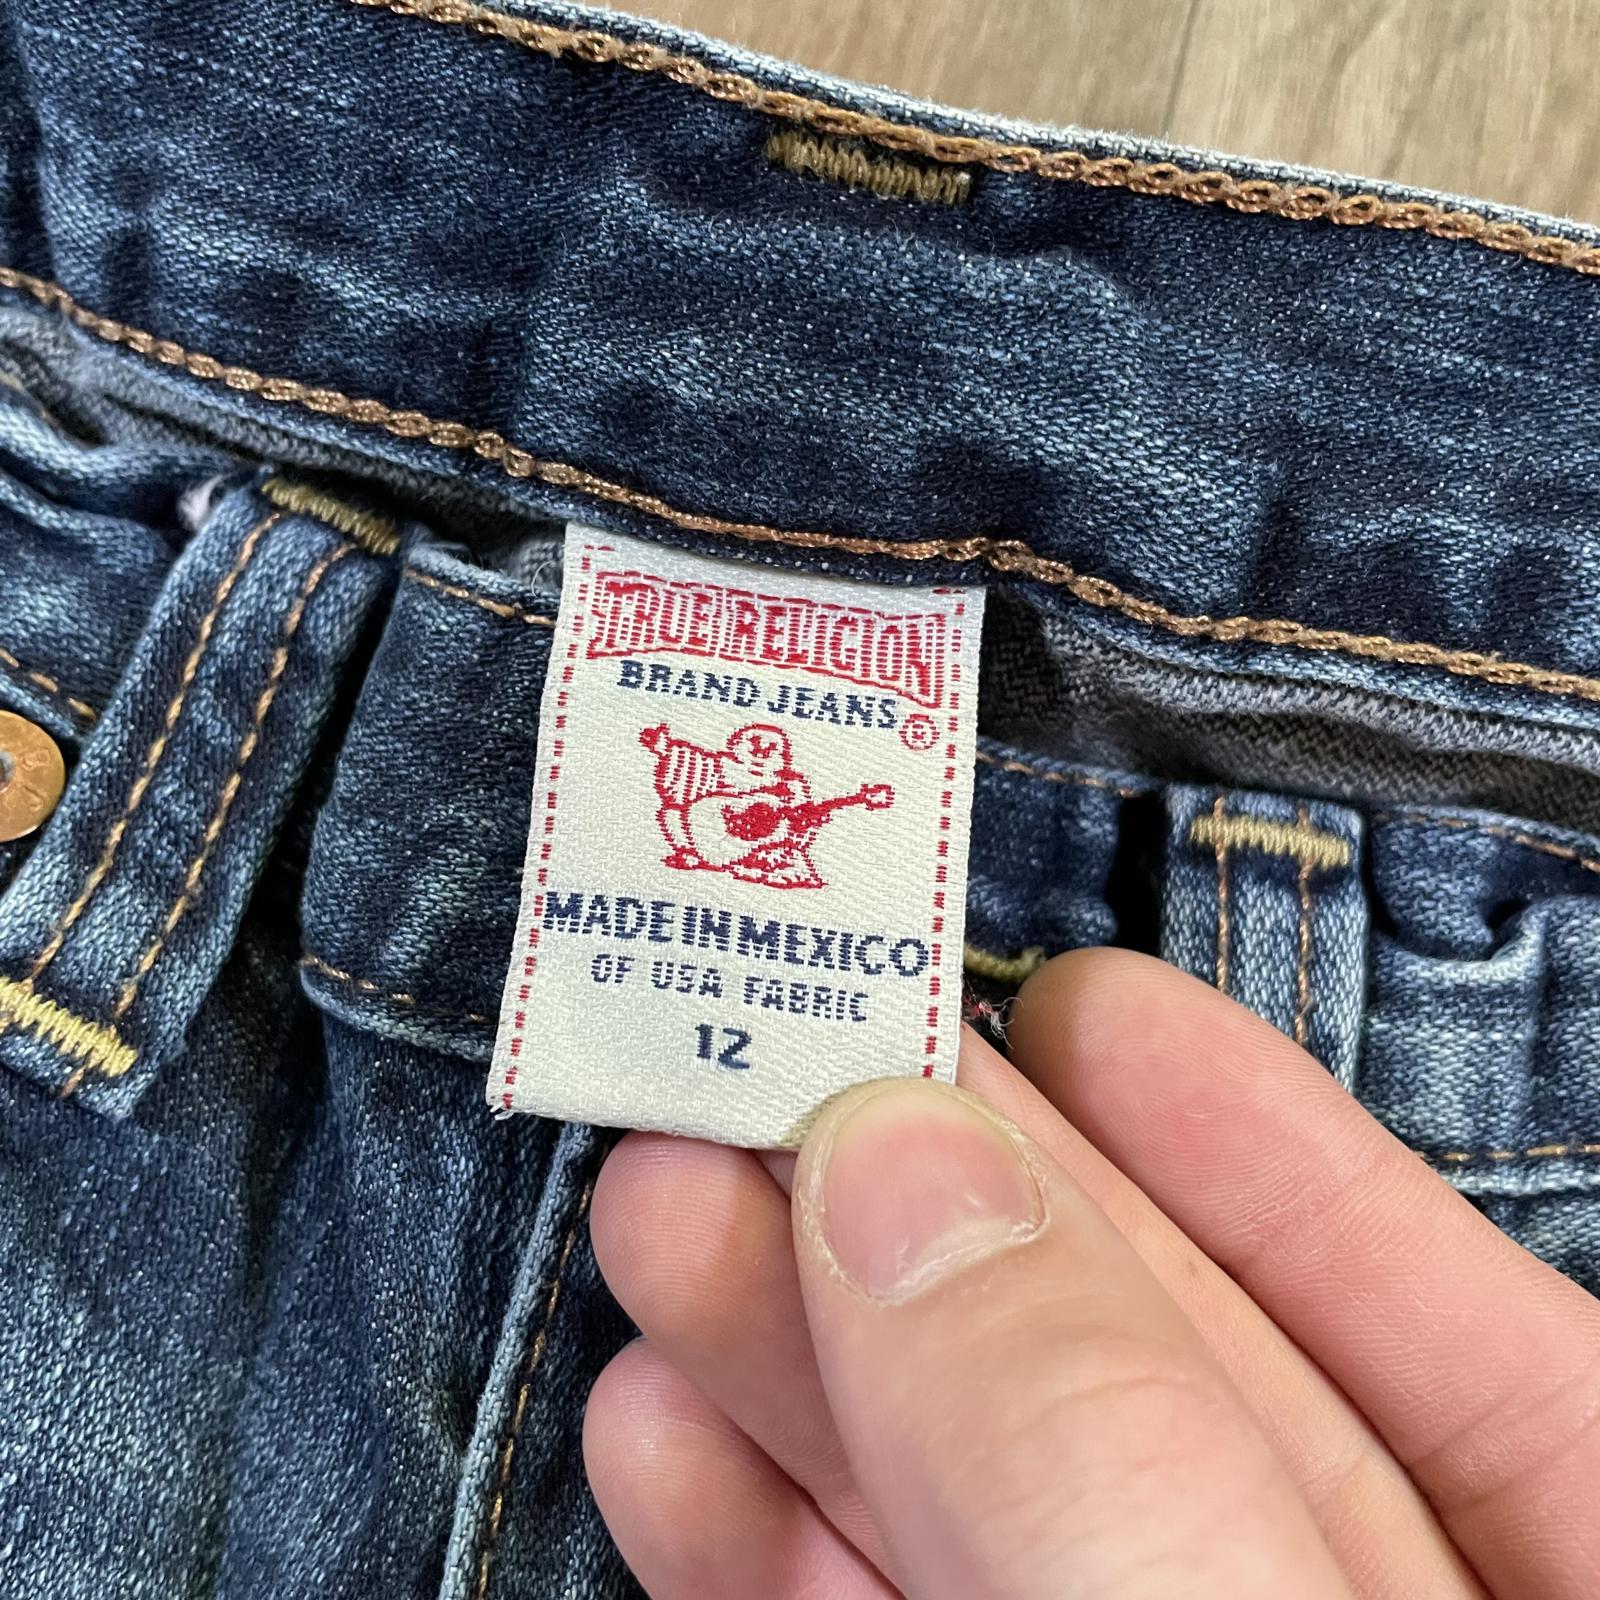 TRUE RELIGION
BRAND JEANS
®
MADE IN MEXICO
OF USA FABRIC
12